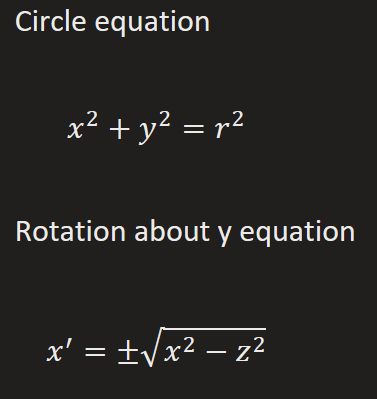 Circle equation
x² + y² = r²
Rotation about y equation
x′ = ±√(x² − z²)